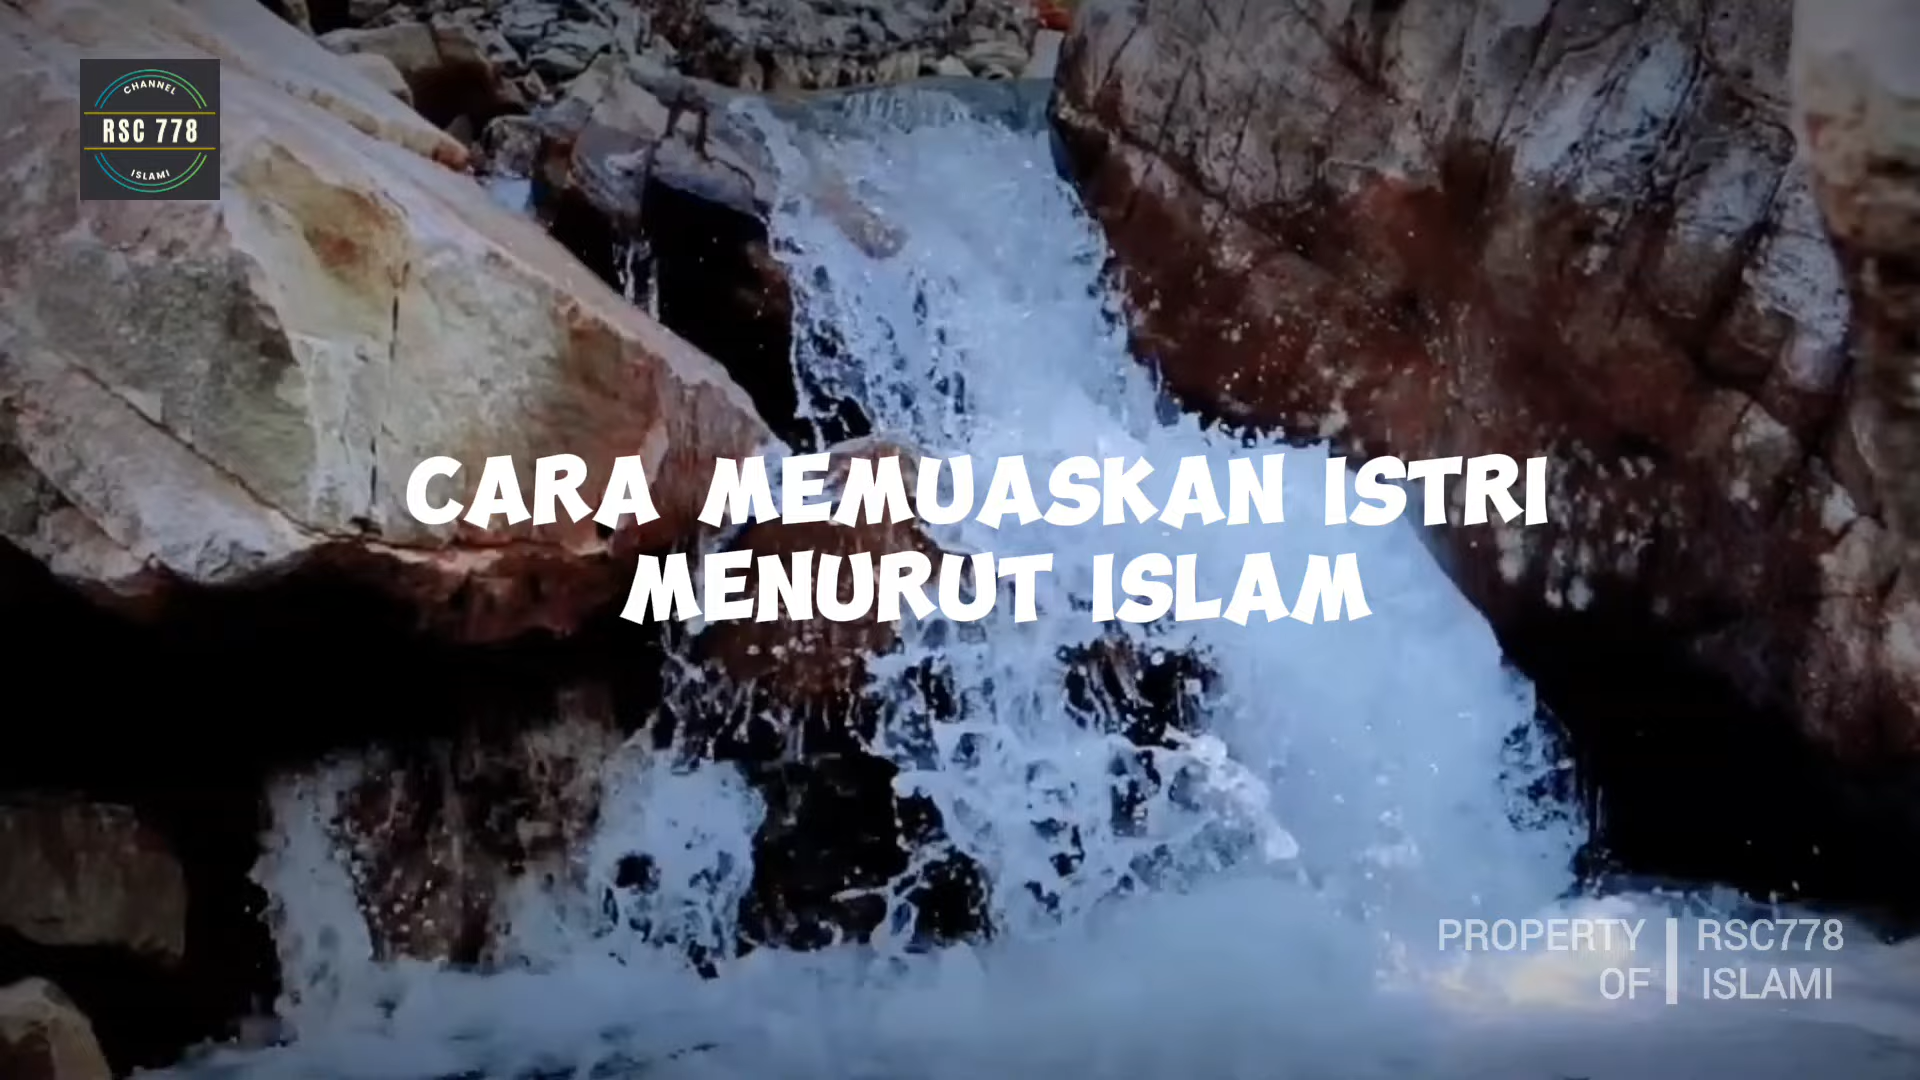 CHANNEL
RSC 778
ISLAMI
CARA MEMUASKAN ISTRI
MENURUT ISLAM
PROPERTY
OF
RSC778
ISLAMI